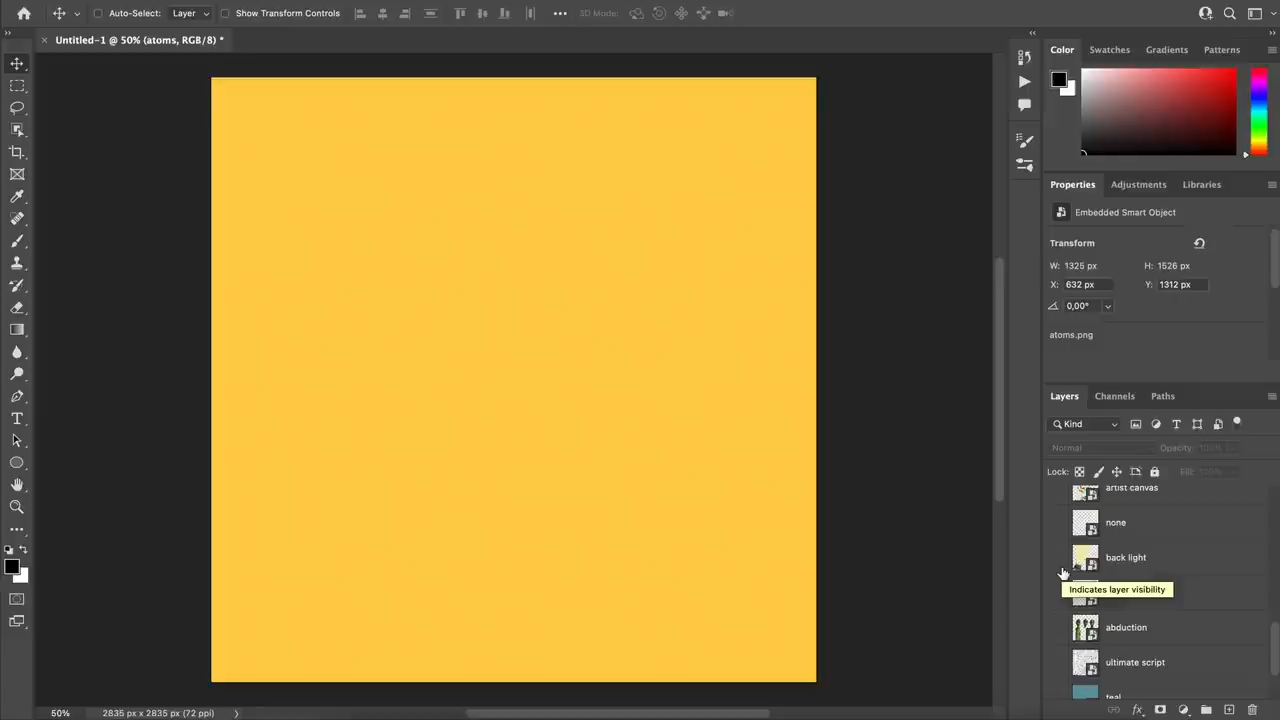 Auto-Select: Layer Show Transform Controls 3D Mode:
Untitled-1 @ 50% (atoms, RGB/8) *
Color Swatches Gradients Patterns
Properties Adjustments Libraries
Embedded Smart Object
Transform
W: 1325 px H: 1526 px
X: 632 px Y: 1312 px
0,00°
atoms.png
Layers Channels Paths
Kind
Normal Opacity: 100%
Lock: Fill: 100%
artist canvas
none
back light
Indicates layer visibility
abduction
ultimate script
teal
50% 2835 px x 2835 px (72 ppi)